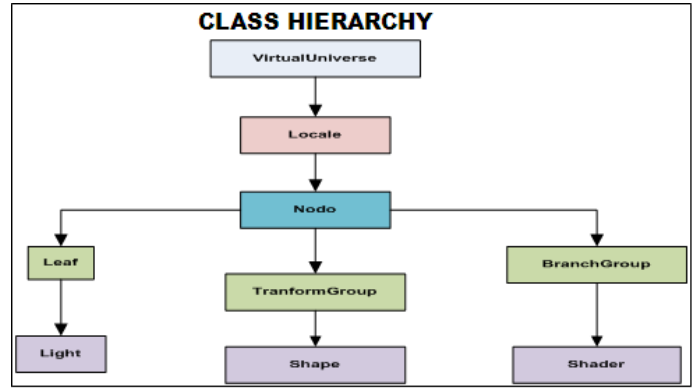 CLASS HIERARCHY
VirtualUniverse
Locale
Nodo
Leaf
TranformGroup
BranchGroup
Light
Shape
Shader